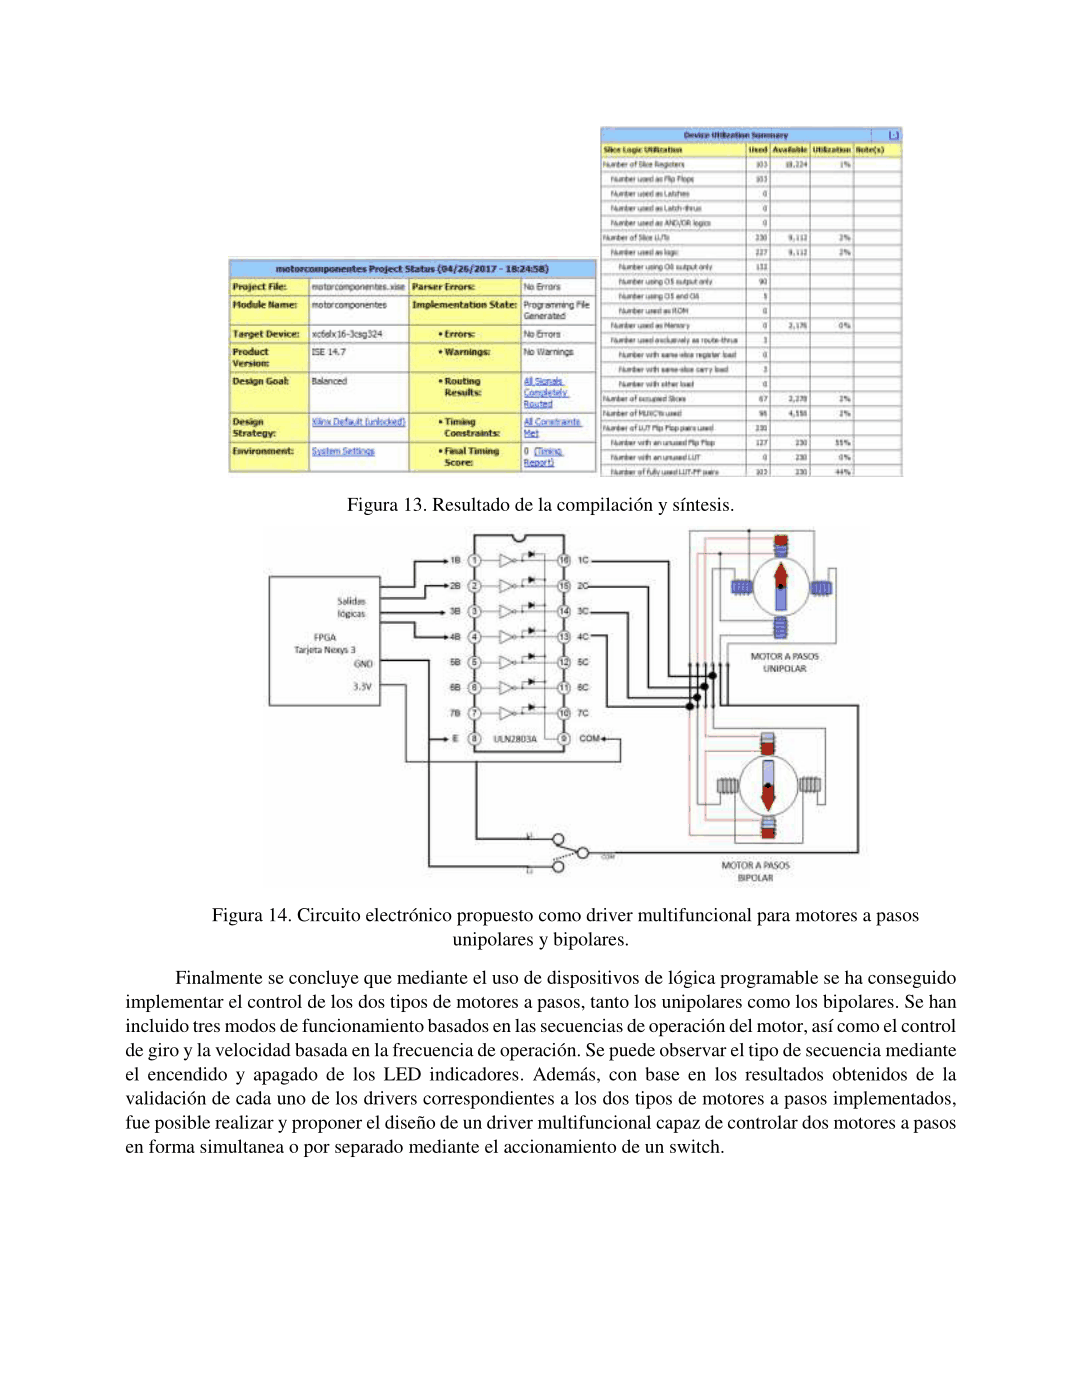 Device Utilization Summary [-]
Slice Logic Utilization Used Available Utilization Note(s)
Number of Slice Registers 103 18,224 1%
Number used as Flip Flops 103
Number used as Latches 0
Number used as Latch-thrus 0
Number used as AND/OR logics 0
Number of Slice LUTs 230 9,112 2%
Number used as logic 227 9,112 2%
Number using O6 output only 132
Number using O5 output only 90
Number using O5 and O6 5
Number used as ROM 0
Number used as Memory 0 2,176 0%
Number used exclusively as route-thrus 3
Number with same-slice register load 0
Number with same-slice carry load 3
Number with other load 0
Number of occupied Slices 67 2,278 2%
Number of MUXCYs used 96 4,556 2%
Number of LUT Flip Flop pairs used 230
Number with an unused Flip Flop 127 230 55%
Number with an unused LUT 0 230 0%
Number of fully used LUT-FF pairs 103 230 44%
motorcomponentes Project Status (04/26/2017 - 18:24:58)
Project File: motorcomponentes.xise Parser Errors: No Errors
Module Name: motorcomponentes Implementation State: Programming File Generated
Target Device: xc6slx16-3csg324 • Errors: No Errors
Product Version: ISE 14.7 • Warnings: No Warnings
Design Goal: Balanced • Routing Results: All Signals Completely Routed
Design Strategy: Xilinx Default (unlocked) • Timing Constraints: All Constraints Met
Environment: System Settings • Final Timing Score: 0 (Timing Report)
Figura 13. Resultado de la compilación y síntesis.
Salidas
lógicas
FPGA
Tarjeta Nexys 3
GND
3.3V
1B 1 16 1C
2B 2 15 2C
3B 3 14 3C
4B 4 13 4C
5B 5 12 5C
6B 6 11 6C
7B 7 10 7C
E 8 ULN2803A 9 COM
MOTOR A PASOS
UNIPOLAR
COM
MOTOR A PASOS
BIPOLAR
Figura 14. Circuito electrónico propuesto como driver multifuncional para motores a pasos
unipolares y bipolares.
Finalmente se concluye que mediante el uso de dispositivos de lógica programable se ha conseguido
implementar el control de los dos tipos de motores a pasos, tanto los unipolares como los bipolares. Se han
incluido tres modos de funcionamiento basados en las secuencias de operación del motor, así como el control
de giro y la velocidad basada en la frecuencia de operación. Se puede observar el tipo de secuencia mediante
el encendido y apagado de los LED indicadores. Además, con base en los resultados obtenidos de la
validación de cada uno de los drivers correspondientes a los dos tipos de motores a pasos implementados,
fue posible realizar y proponer el diseño de un driver multifuncional capaz de controlar dos motores a pasos
en forma simultanea o por separado mediante el accionamiento de un switch.